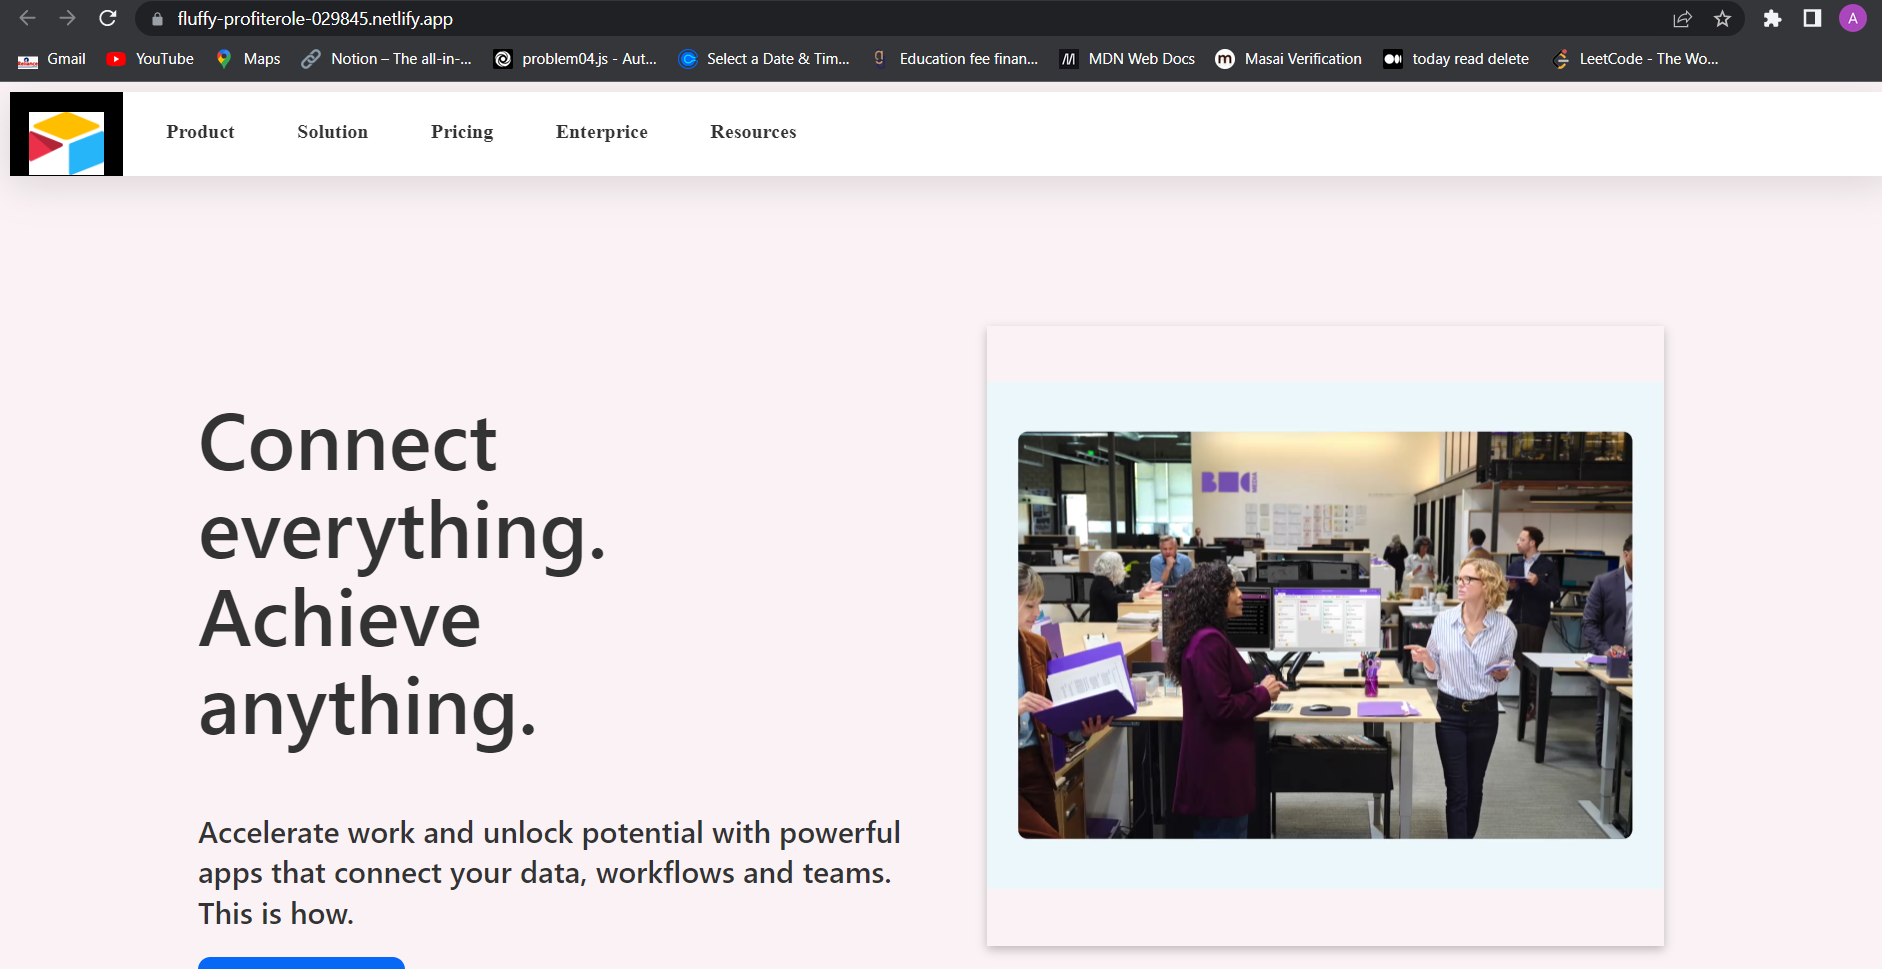 fluffy-profiterole-029845.netlify.app
A
Gmail YouTube Maps Notion – The all-in-... problem04.js - Aut... Select a Date & Tim... Education fee finan... MDN Web Docs Masai Verification today read delete LeetCode - The Wo...
Product Solution Pricing Enterprice Resources
Connect
everything.
Achieve
anything.
Accelerate work and unlock potential with powerful
apps that connect your data, workflows and teams.
This is how.